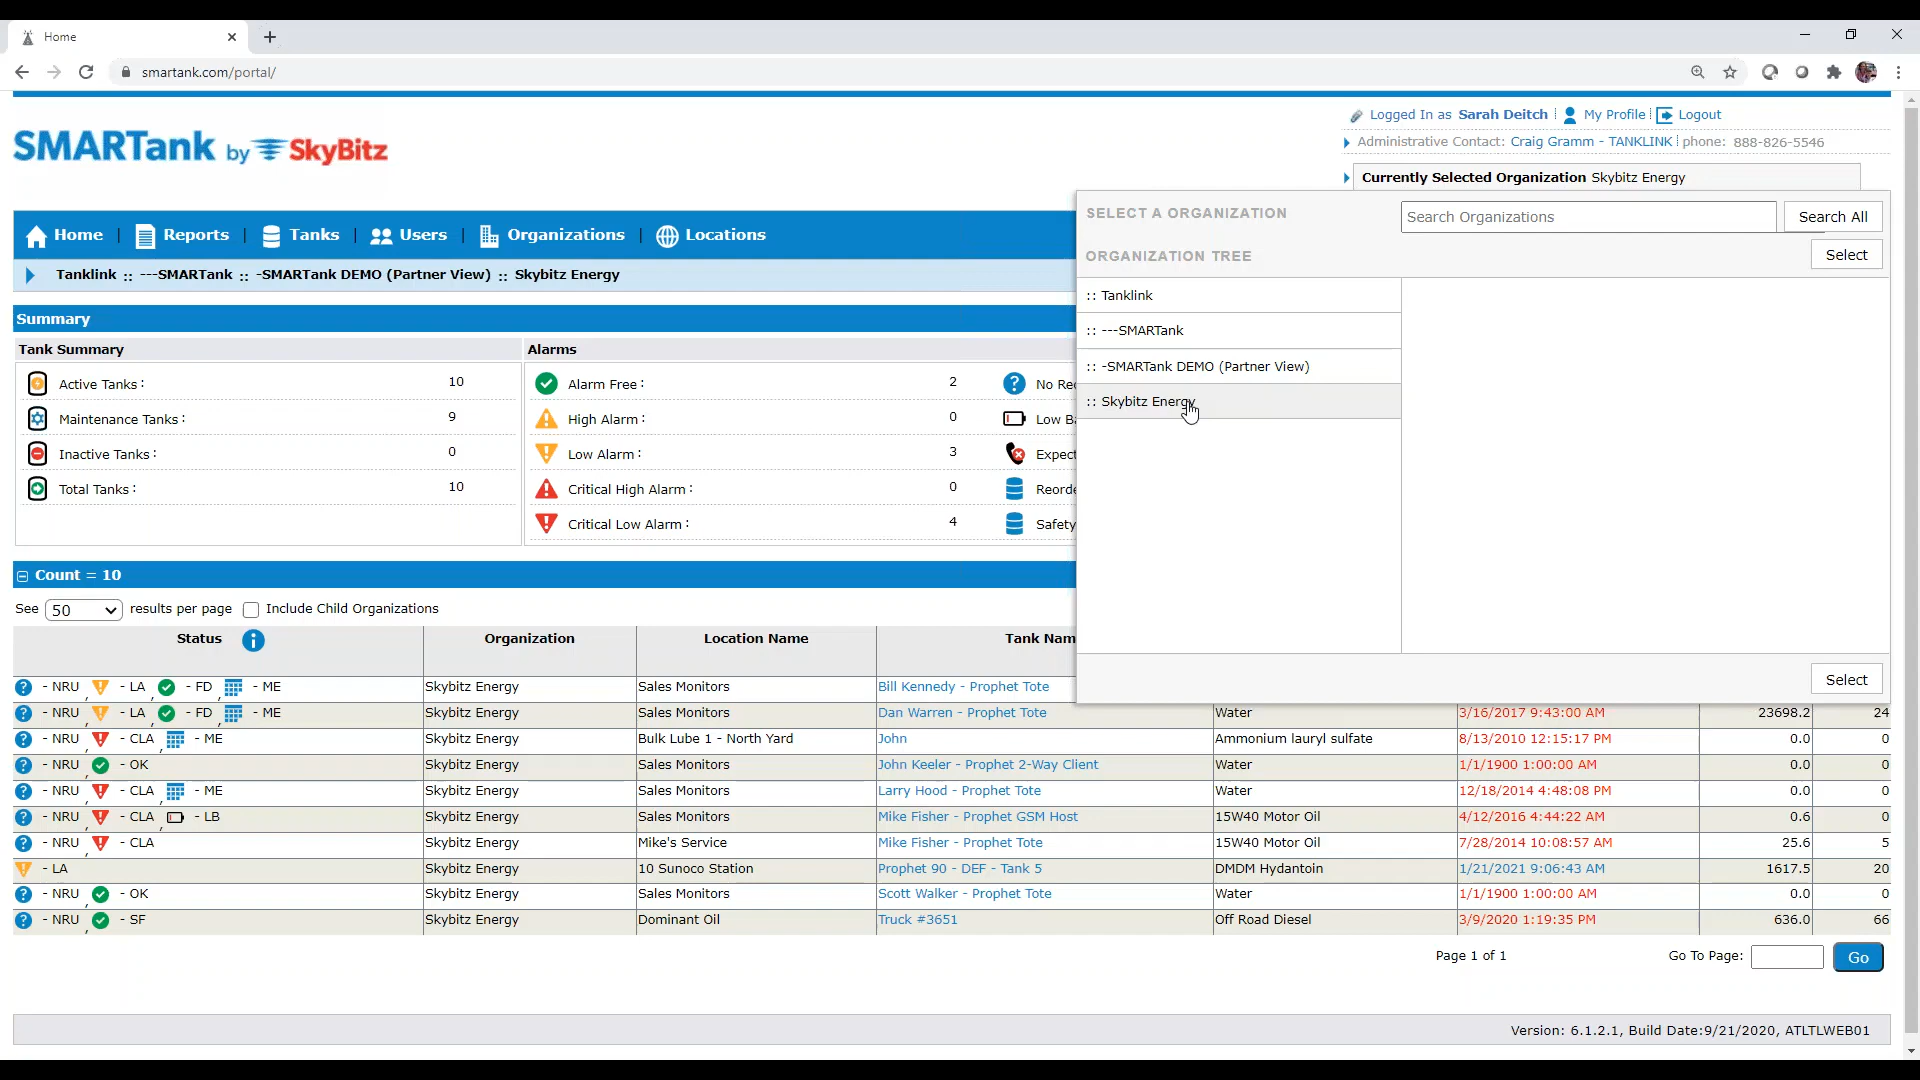 Home
smartank.com/portal/
Logged In as Sarah Deitch My Profile Logout
SMARTank by SkyBitz
Administrative Contact: Craig Gramm - TANKLINK phone: 888-826-5546
Currently Selected Organization Skybitz Energy
SELECT A ORGANIZATION Search Organizations Search All
Home | Reports | Tanks | Users | Organizations | Locations
ORGANIZATION TREE Select
Tanklink :: ---SMARTank :: -SMARTank DEMO (Partner View) :: Skybitz Energy
:: Tanklink
:: ---SMARTank
:: -SMARTank DEMO (Partner View)
:: Skybitz Energy
Select
Summary
Tank Summary Alarms
Active Tanks: 10 Alarm Free: 2 No Rec
Maintenance Tanks: 9 High Alarm: 0 Low Ba
Inactive Tanks: 0 Low Alarm: 3 Expect
Total Tanks: 10 Critical High Alarm: 0 Reorde
Critical Low Alarm: 4 Safety
Count = 10
See 50 results per page Include Child Organizations
Status Organization Location Name Tank Nam
- NRU , - LA , - FD , - ME Skybitz Energy Sales Monitors Bill Kennedy - Prophet Tote
- NRU , - LA , - FD , - ME Skybitz Energy Sales Monitors Dan Warren - Prophet Tote Water 3/16/2017 9:43:00 AM 23698.2 24
- NRU , - CLA , - ME Skybitz Energy Bulk Lube 1 - North Yard John Ammonium lauryl sulfate 8/13/2010 12:15:17 PM 0.0 0
- NRU , - OK Skybitz Energy Sales Monitors John Keeler - Prophet 2-Way Client Water 1/1/1900 1:00:00 AM 0.0 0
- NRU , - CLA , - ME Skybitz Energy Sales Monitors Larry Hood - Prophet Tote Water 12/18/2014 4:48:08 PM 0.0 0
- NRU , - CLA , - LB Skybitz Energy Sales Monitors Mike Fisher - Prophet GSM Host 15W40 Motor Oil 4/12/2016 4:44:22 AM 0.6 0
- NRU , - CLA Skybitz Energy Mike's Service Mike Fisher - Prophet Tote 15W40 Motor Oil 7/28/2014 10:08:57 AM 25.6 5
- LA Skybitz Energy 10 Sunoco Station Prophet 90 - DEF - Tank 5 DMDM Hydantoin 1/21/2021 9:06:43 AM 1617.5 20
- NRU , - OK Skybitz Energy Sales Monitors Scott Walker - Prophet Tote Water 1/1/1900 1:00:00 AM 0.0 0
- NRU , - SF Skybitz Energy Dominant Oil Truck #3651 Off Road Diesel 3/9/2020 1:19:35 PM 636.0 66
Page 1 of 1 Go To Page: Go
Version: 6.1.2.1, Build Date:9/21/2020, ATLTLWEB01